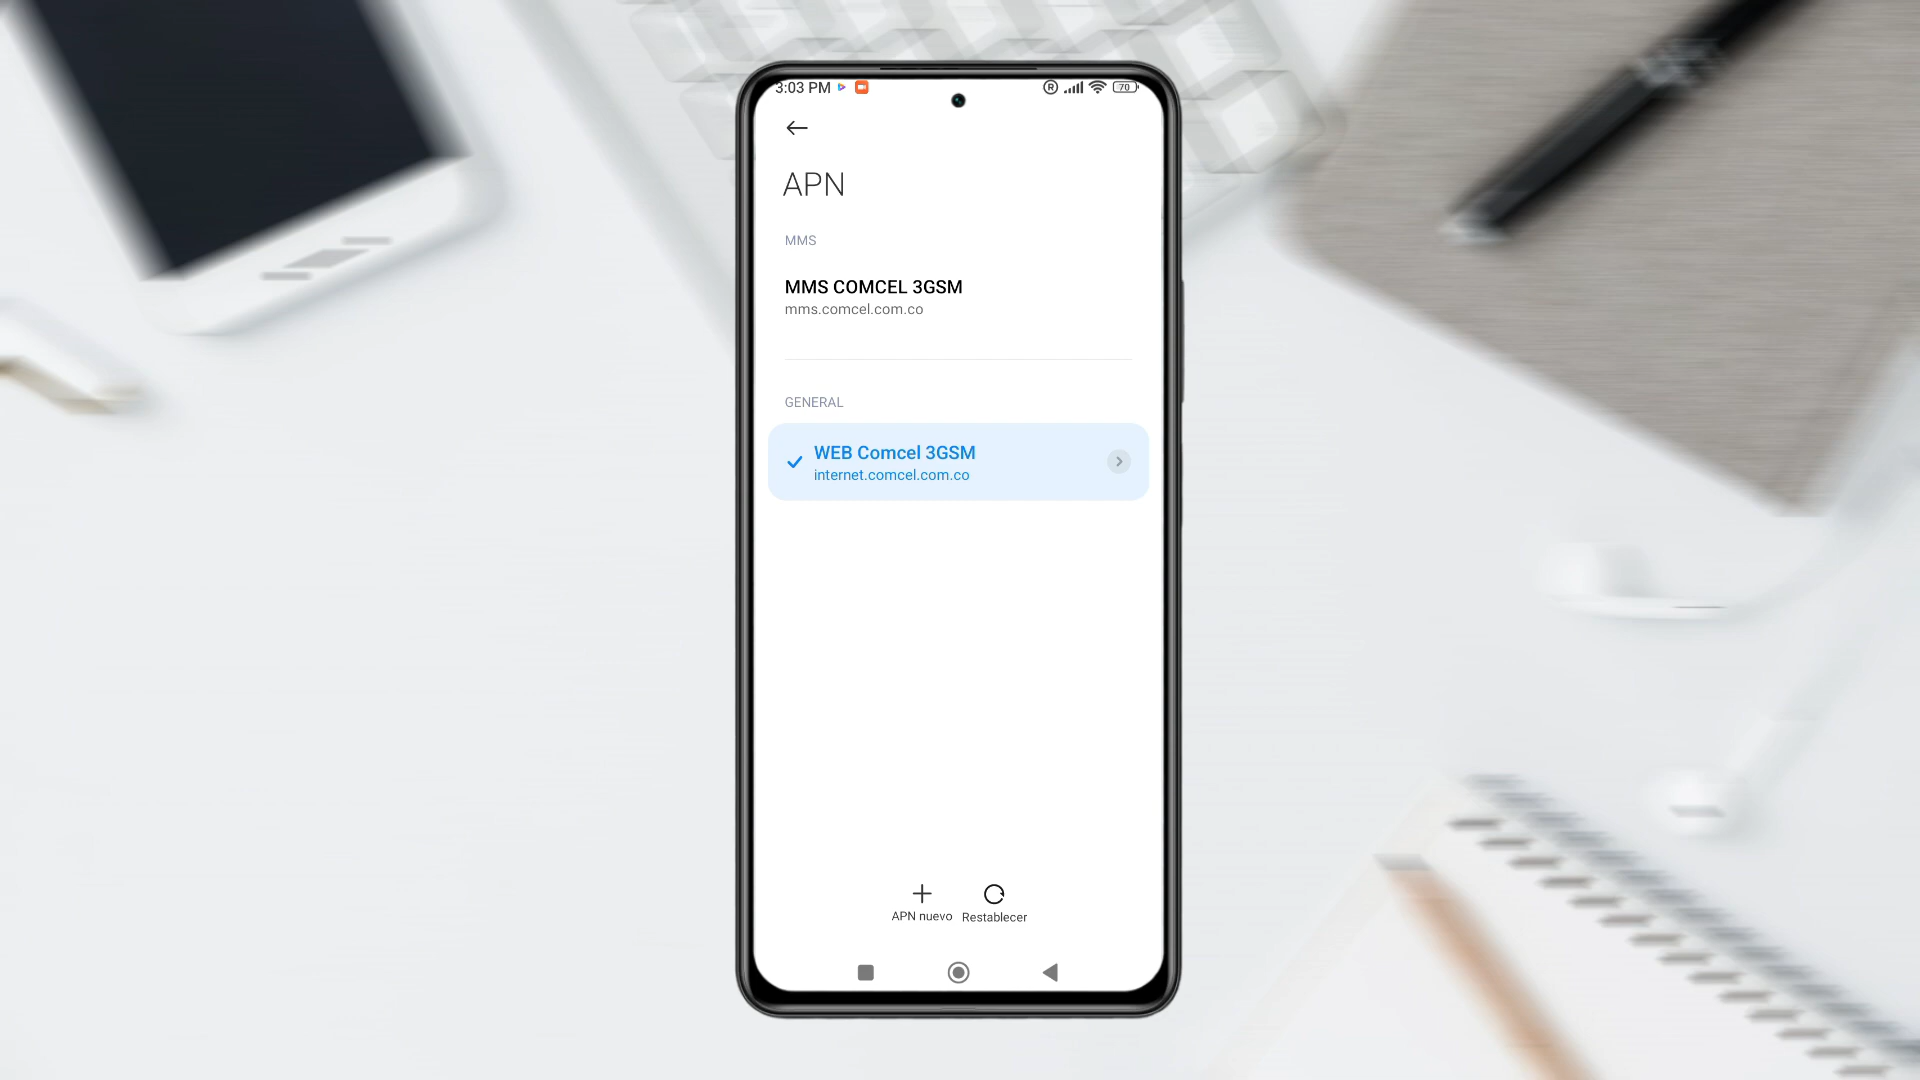 3:03 PM
R
70
APN
MMS
MMS COMCEL 3GSM
mms.comcel.com.co
GENERAL
WEB Comcel 3GSM
internet.comcel.com.co
APN nuevo
Restablecer